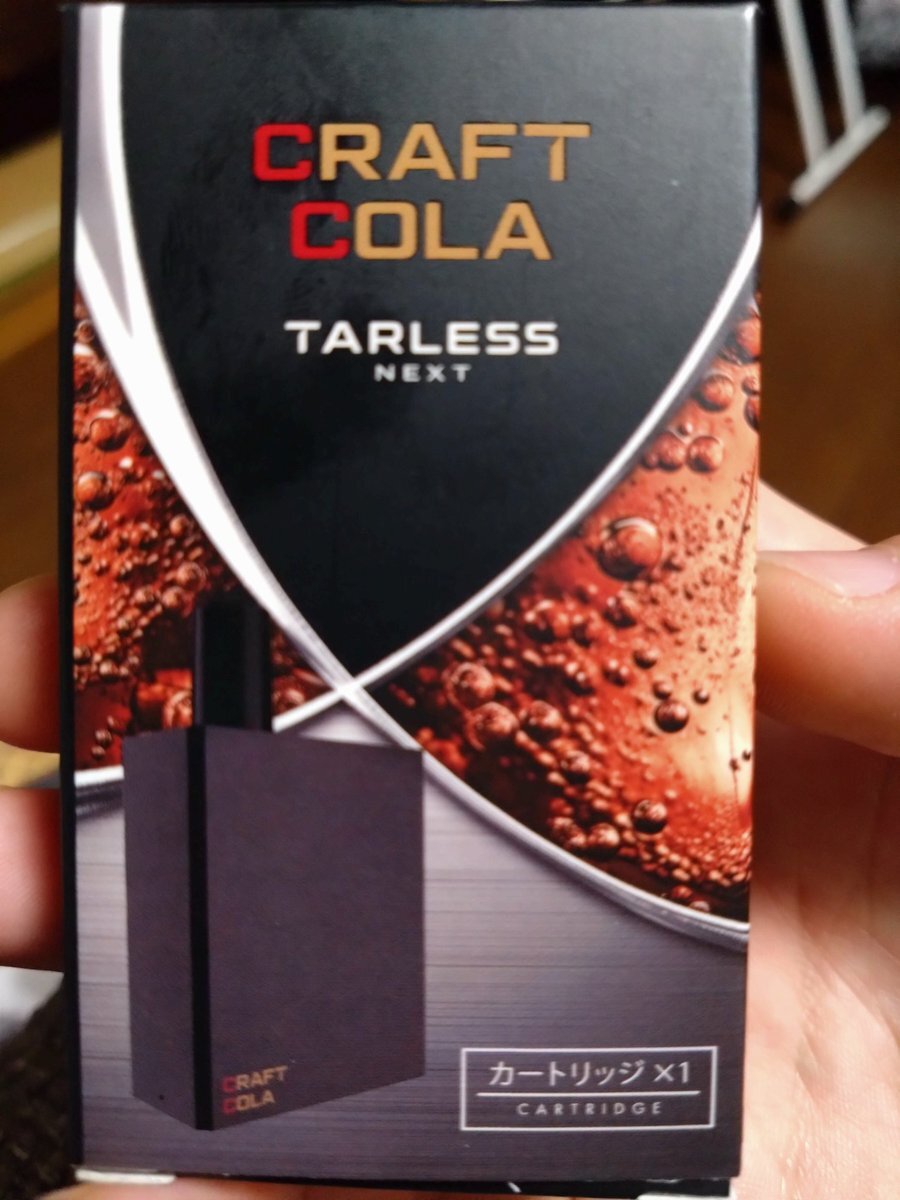 CRAFT
COLA
TARLESS
NEXT
CRAFT
COLA
カートリッジ ×1
CARTRIDGE